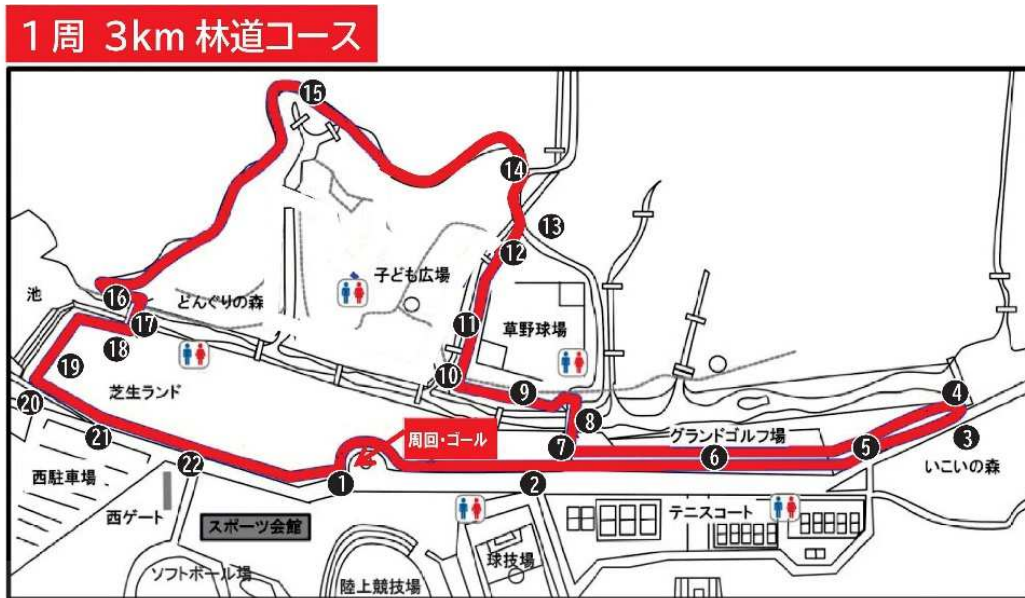 1周 3km 林道コース
15
14
13
12
子ども広場
16
どんぐりの森
池
17
11
草野球場
18
19
芝生ランド
10
9
4
20
8
周回・ゴール
7
グランドゴルフ場
5
3
21
6
いこいの森
22
西駐車場
1
2
テニスコート
西ゲート
スポーツ会館
球技場
ソフトボール場
陸上競技場